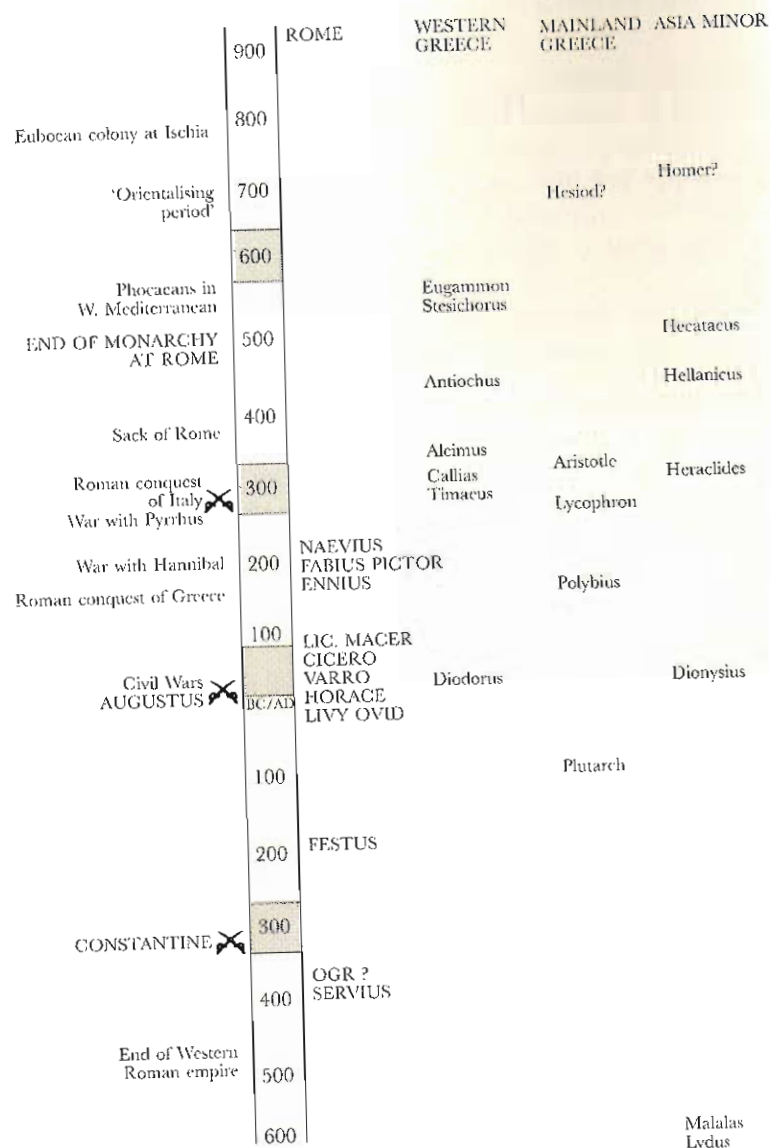 ROME
WESTERN GREECE
MAINLAND GREECE
ASIA MINOR
900
Euboean colony at Ischia
800
Homer?
'Orientalising
period'
700
Hesiod?
600
Phocaeans in
W. Mediterranean
Eugammon
Stesichorus
Hecataeus
END OF MONARCHY
AT ROME
500
Antiochus
Hellanicus
400
Sack of Rome
Alcimus
Callias
Timaeus
Aristotle
Heraclides
Roman conquest
of Italy
300
War with Pyrrhus
Lycophron
NAEVIUS
FABIUS PICTOR
ENNIUS
War with Hannibal
200
Roman conquest of Greece
Polybius
100
LIC. MACER
CICERO
VARRO
HORACE
LIVY OVID
Civil Wars
AUGUSTUS
BC/AD
Diodorus
Dionysius
Plutarch
100
FESTUS
200
300
CONSTANTINE
OGR ?
SERVIUS
400
End of Western
Roman empire
500
600
Malalas
Lydus